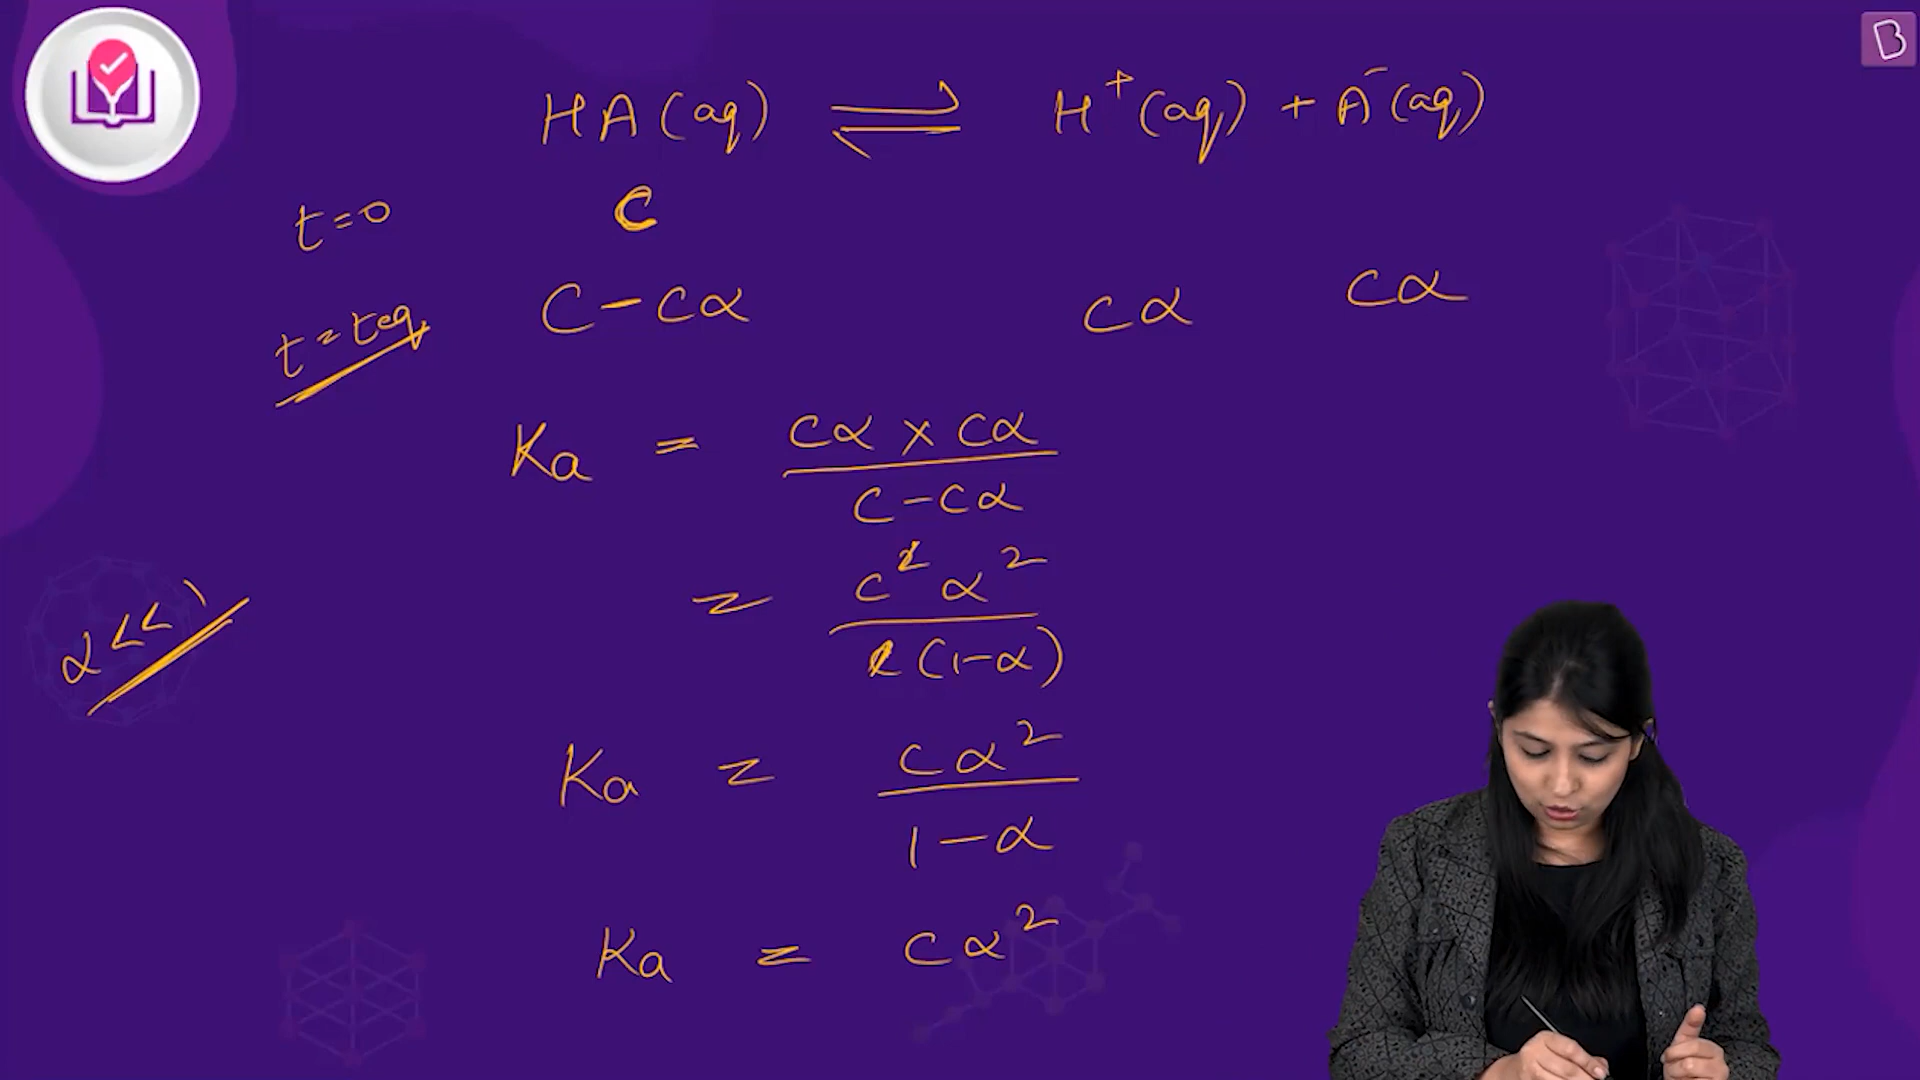 HA(aq) ⇌ H⁺(aq) + A⁻(aq)
t=0 C
t=teq C-Cα Cα Cα
Ka = Cα x Cα / C-Cα
= C²α² / C(1-α)
α<<1
Ka = Cα² / 1-α
Ka = Cα²